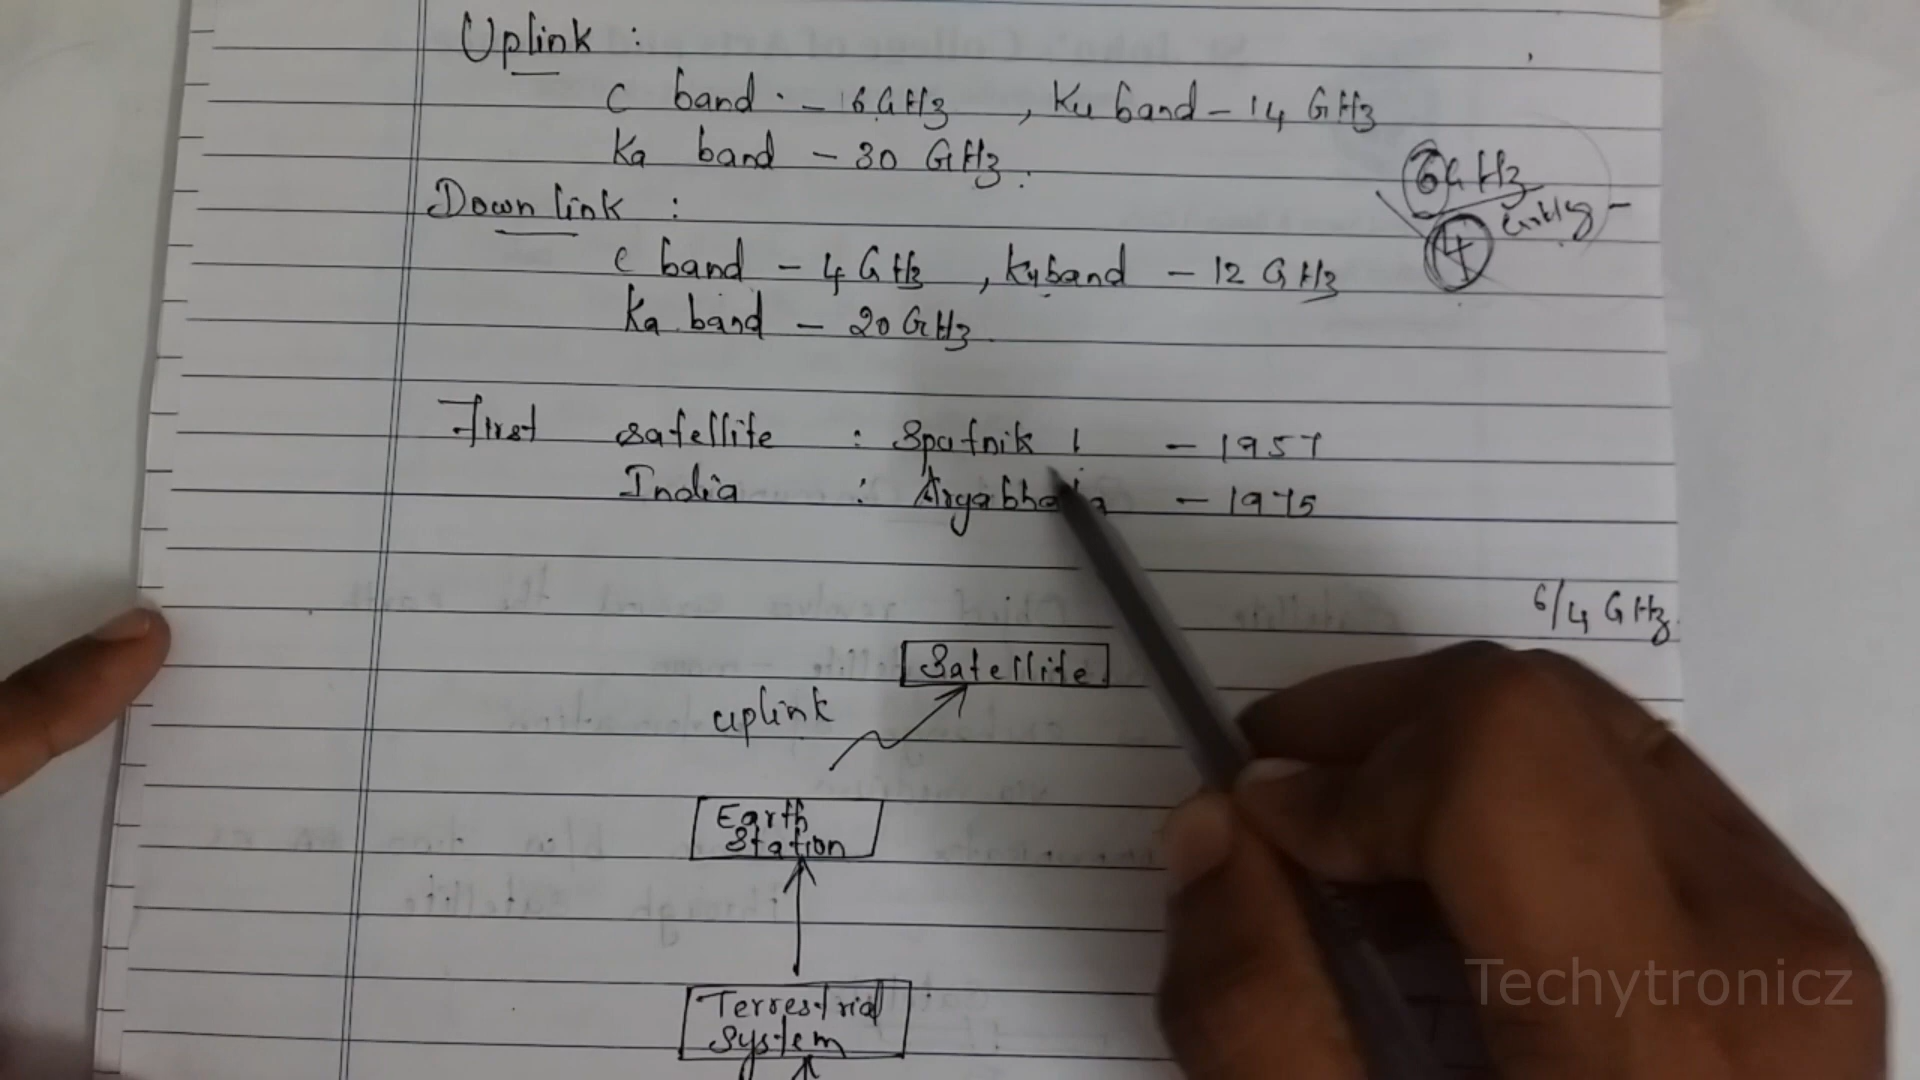 Uplink :
C band - 6 GHz , Ku band - 14 GHz
Ka band - 30 GHz.
6 GHz
4
Down link :
C band - 4 GHz , Ku band - 12 GHz
Ka band - 20 GHz
First satellite : Sputnik 1 - 1957
India : Aryabhata - 1975
6/4 GHz
Satellite
uplink
Earth
Station
Terrestrial
System
Techytronicz